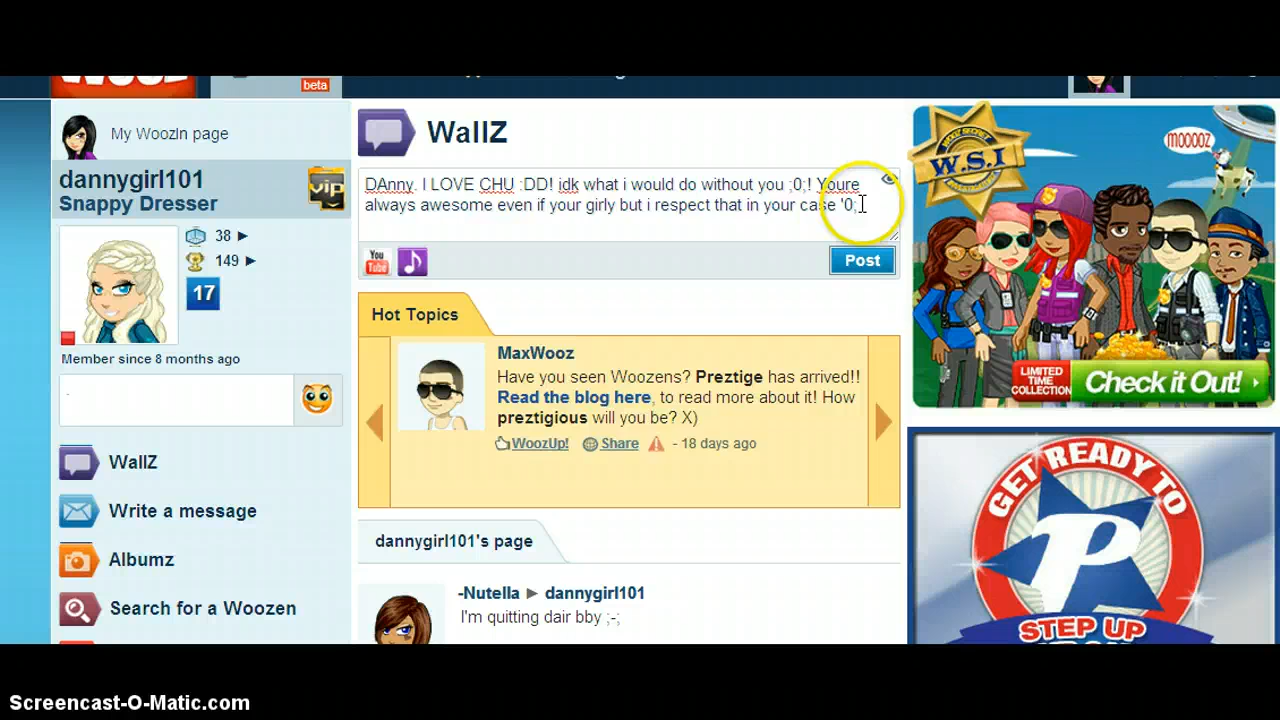 beta
My WoozIn page
dannygirl101
Snappy Dresser
vip
38
149
17
Member since 8 months ago
WallZ
Write a message
Albumz
Search for a Woozen
WallZ
DAnny. I LOVE CHU :DD! idk what i would do without you ;0;! Youre
always awesome even if your girly but i respect that in your case '0;
You
Tube
Post
Hot Topics
MaxWooz
Have you seen Woozens? Preztige has arrived!!
Read the blog here, to read more about it! How
preztigious will you be? X)
WoozUp! Share - 18 days ago
dannygirl101's page
-Nutella ► dannygirl101
I'm quitting dair bby ;-;
W.S.I
MOOOOZ
LIMITED
TIME
COLLECTION
Check it Out!
GET READY TO
P
STEP UP
Screencast-O-Matic.com